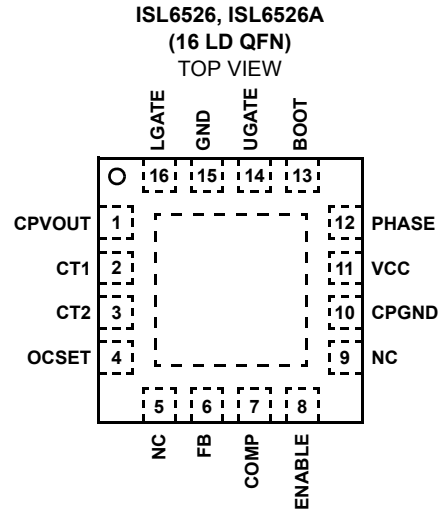 ISL6526, ISL6526A
(16 LD QFN)
TOP VIEW
LGATE
GND
UGATE
BOOT
16
15
14
13
CPVOUT 1
12 PHASE
CT1 2
11 VCC
CT2 3
10 CPGND
OCSET 4
9 NC
5
6
7
8
NC
FB
COMP
ENABLE